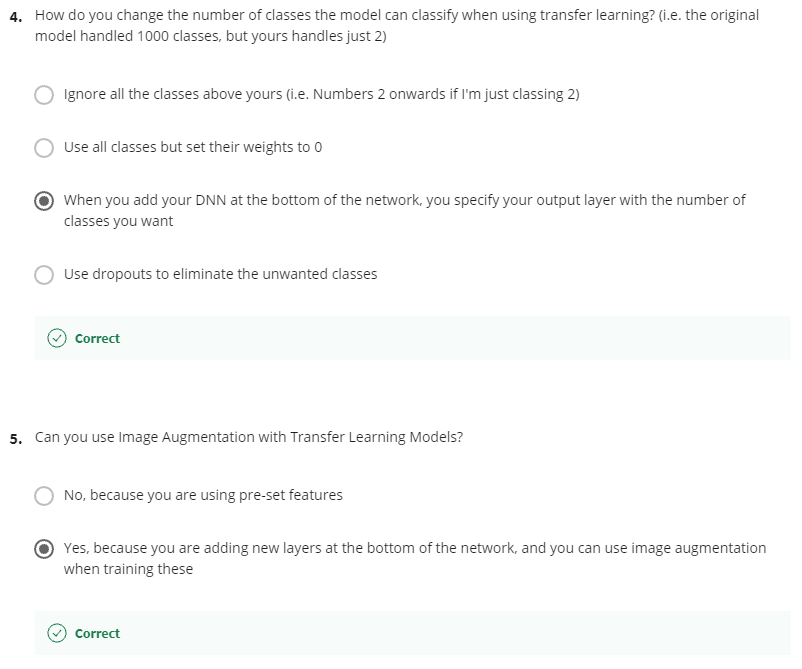 4. How do you change the number of classes the model can classify when using transfer learning? (i.e. the original
model handled 1000 classes, but yours handles just 2)
Ignore all the classes above yours (i.e. Numbers 2 onwards if I'm just classing 2)
Use all classes but set their weights to 0
When you add your DNN at the bottom of the network, you specify your output layer with the number of
classes you want
Use dropouts to eliminate the unwanted classes
Correct
5. Can you use Image Augmentation with Transfer Learning Models?
No, because you are using pre-set features
Yes, because you are adding new layers at the bottom of the network, and you can use image augmentation
when training these
Correct